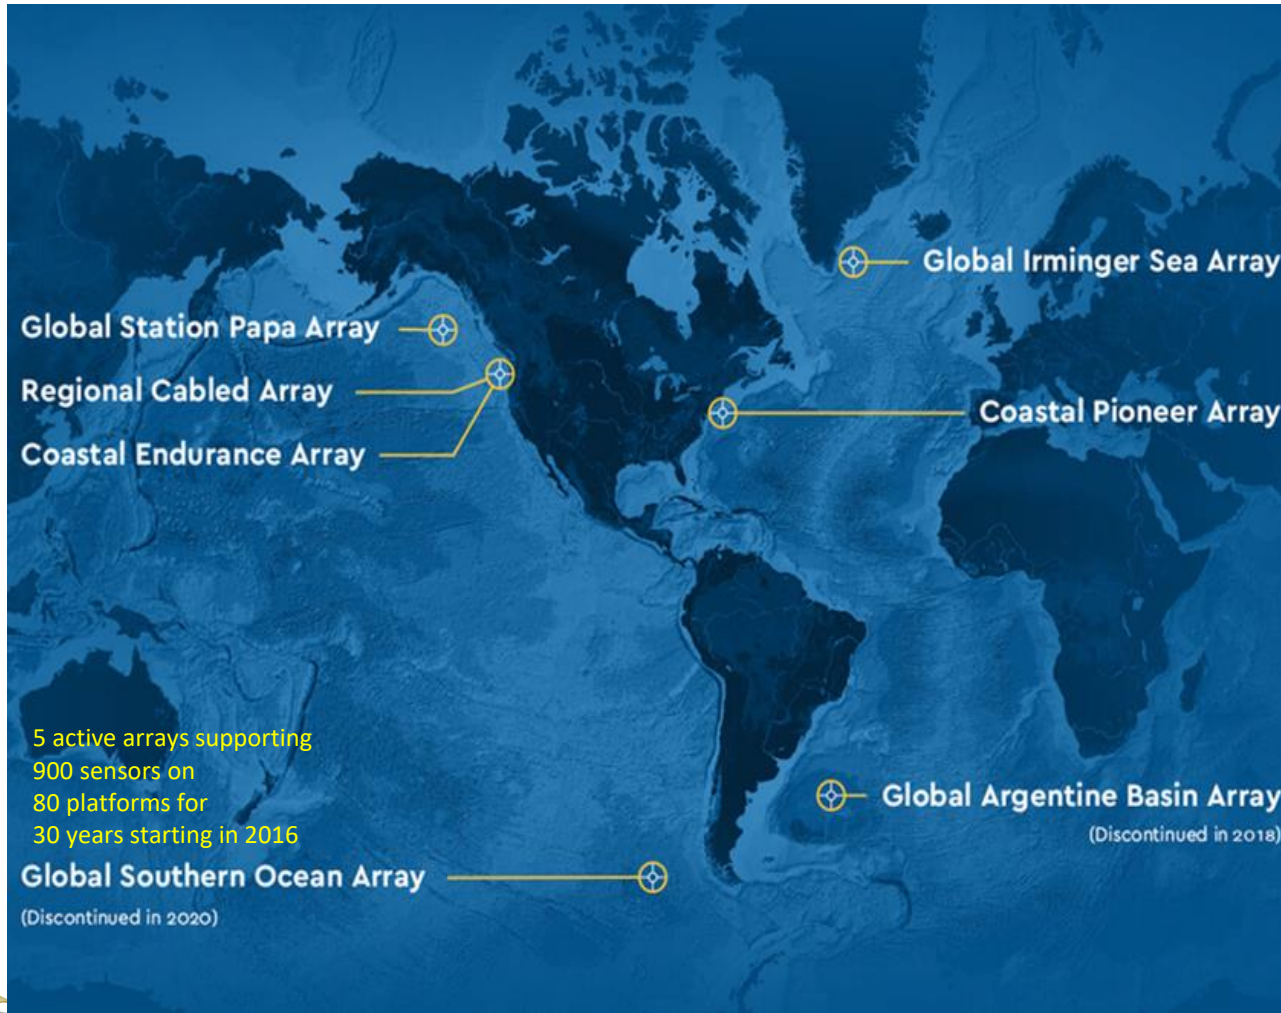 Global Irminger Sea Array
Global Station Papa Array
Regional Cabled Array
Coastal Pioneer Array
Coastal Endurance Array
5 active arrays supporting
900 sensors on
80 platforms for
30 years starting in 2016
Global Argentine Basin Array
(Discontinued in 2018)
Global Southern Ocean Array
(Discontinued in 2020)